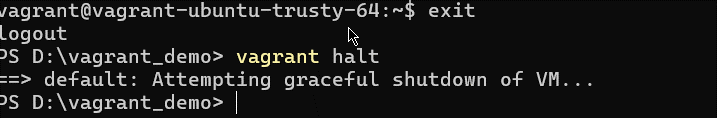 vagrant@vagrant-ubuntu-trusty-64:~$ exit
logout
PS D:\vagrant_demo> vagrant halt
==> default: Attempting graceful shutdown of VM...
PS D:\vagrant_demo>